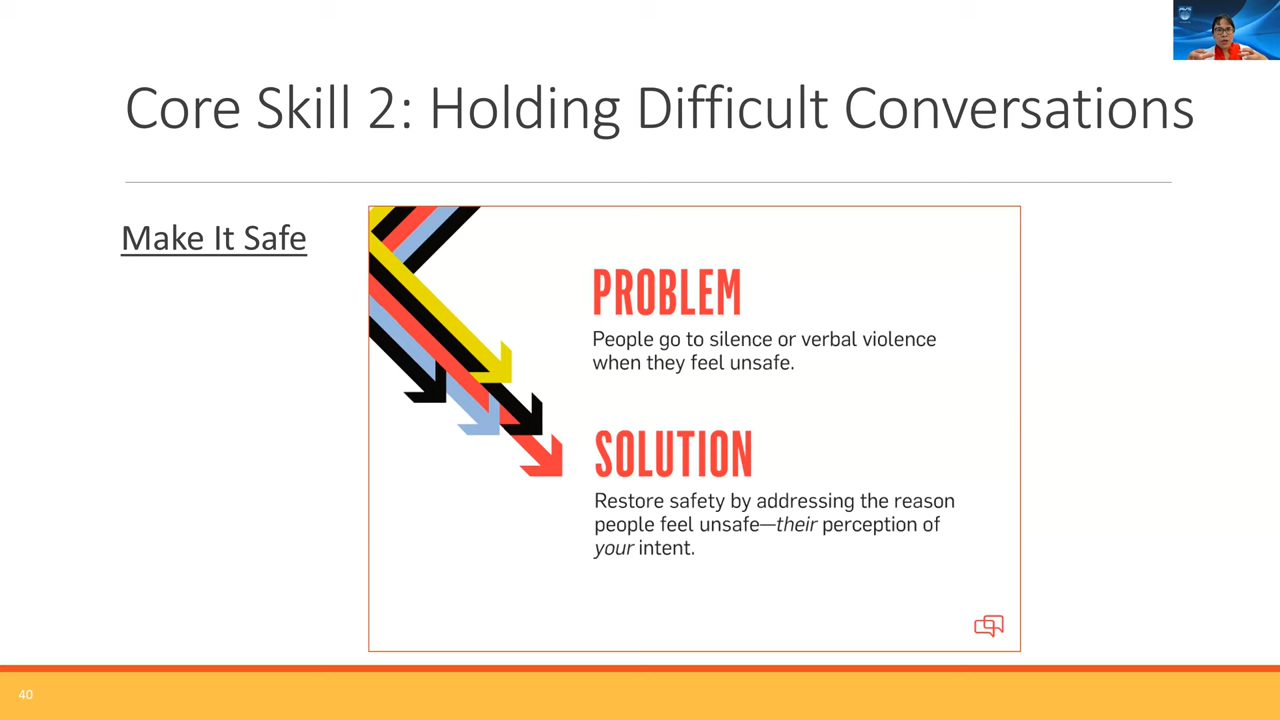 Core Skill 2: Holding Difficult Conversations
Make It Safe
PROBLEM
People go to silence or verbal violence
when they feel unsafe.
SOLUTION
Restore safety by addressing the reason
people feel unsafe—their perception of
your intent.
40